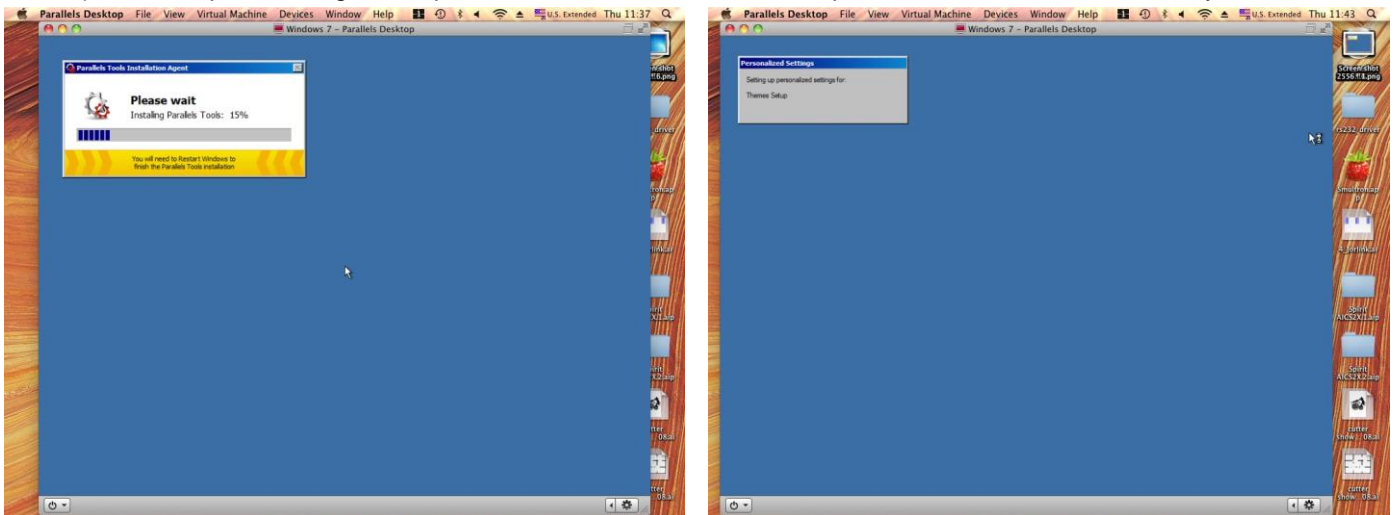 Parallels Desktop File View Virtual Machine Devices Window Help U.S. Extended Thu 11:37
Windows 7 - Parallels Desktop
Parallels Tools Installation Agent
Please wait
Instaling Parallels Tools: 15%
You will need to Restart Windows to
finish the Parallels Tools installation
Parallels Desktop File View Virtual Machine Devices Window Help U.S. Extended Thu 11:43
Windows 7 - Parallels Desktop
Personalized Settings
Setting up personalized settings for:
Themes Setup
rs232_driver
Spirit
cutter
cutter